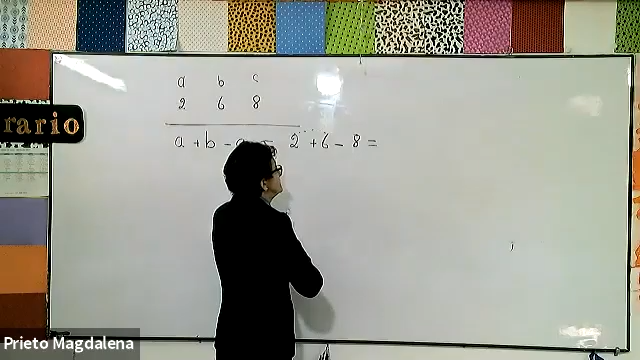 a b c
2 6 8
rario
a + b - = 2 + 6 - 8 =
Prieto Magdalena